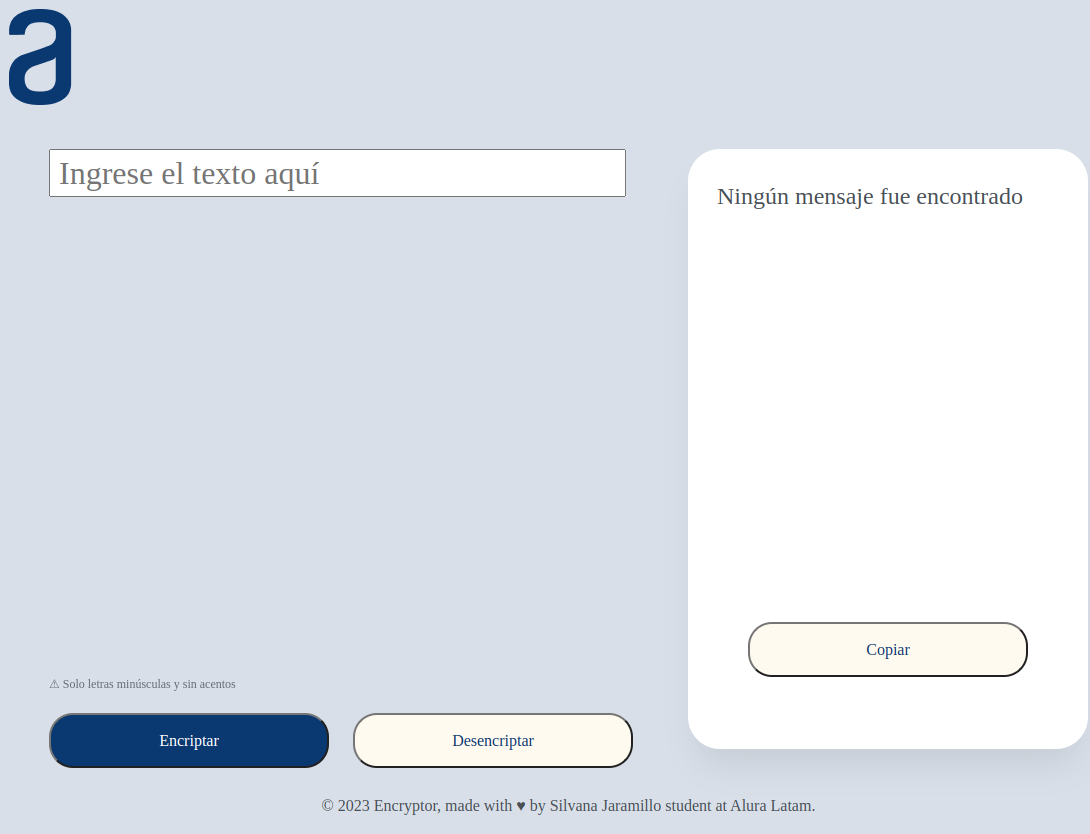 a
Ingrese el texto aquí
Ningún mensaje fue encontrado
Copiar
⚠ Solo letras minúsculas y sin acentos
Encriptar
Desencriptar
© 2023 Encryptor, made with ♥ by Silvana Jaramillo student at Alura Latam.